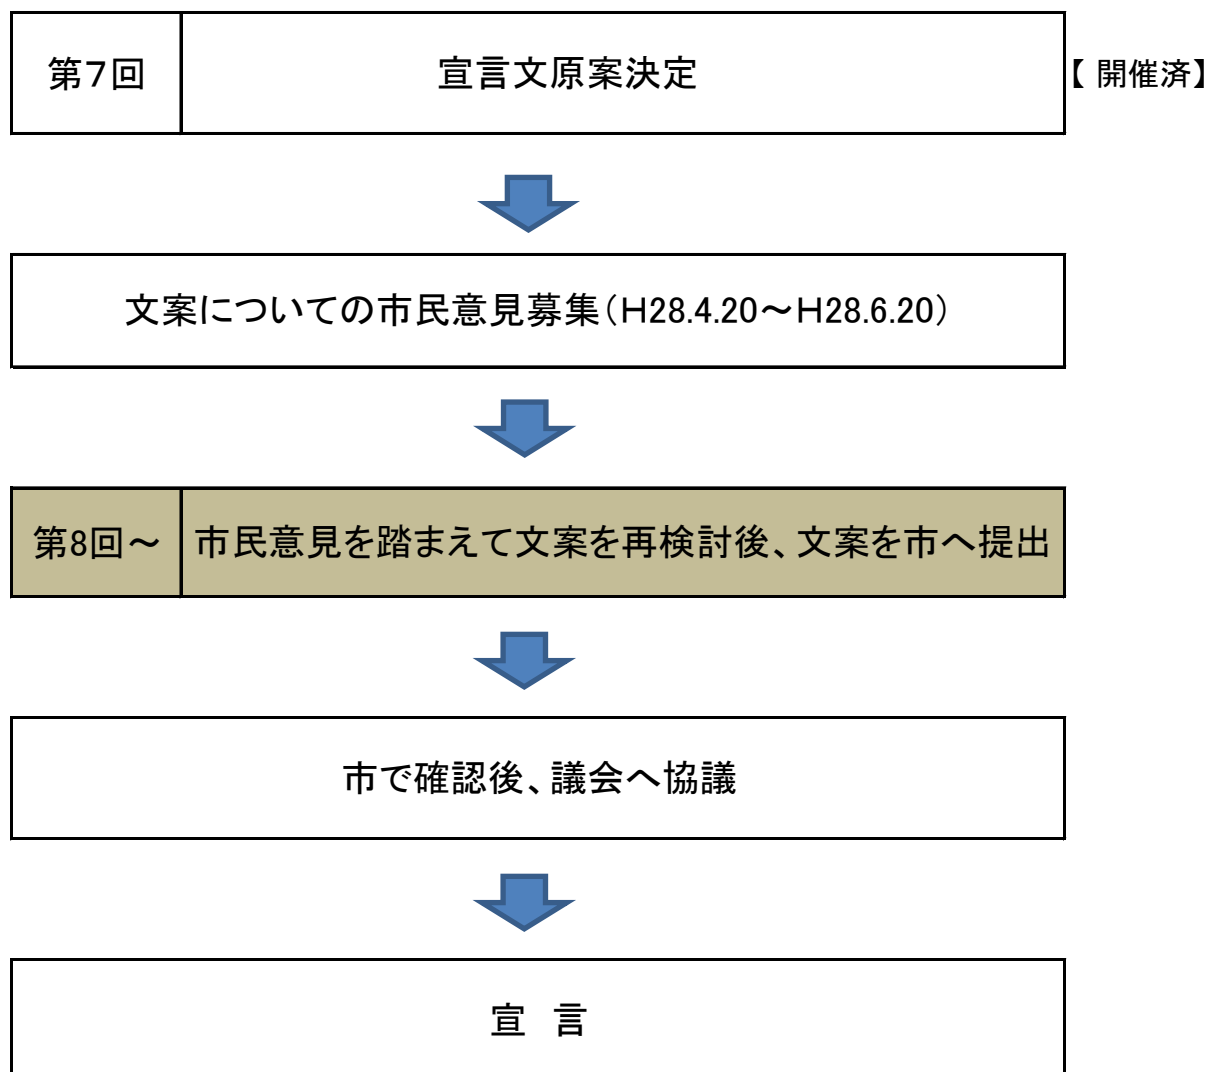 第7回 宣言文原案決定 【 開催済】
文案についての市民意見募集(H28.4.20～H28.6.20)
第8回～ 市民意見を踏まえて文案を再検討後、文案を市へ提出
市で確認後、議会へ協議
宣 言